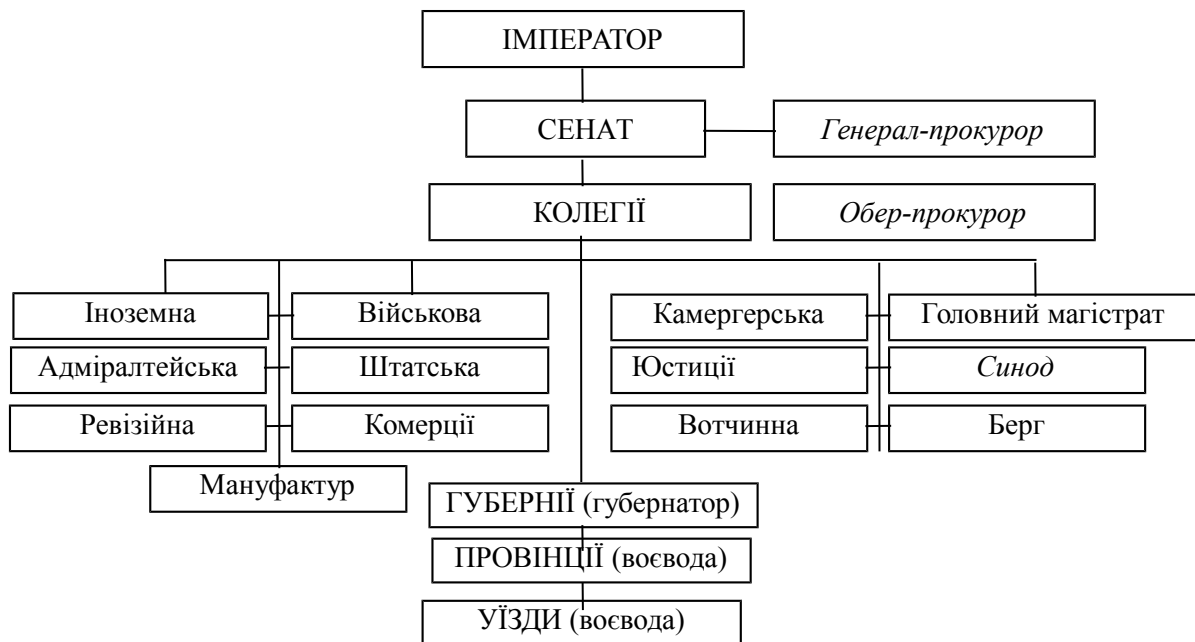 ІМПЕРАТОР
СЕНАТ
Генерал-прокурор
КОЛЕГІЇ
Обер-прокурор
Іноземна
Військова
Камергерська
Головний магістрат
Адміралтейська
Штатська
Юстиції
Синод
Ревізійна
Комерції
Вотчинна
Берг
Мануфактур
ГУБЕРНІЇ (губернатор)
ПРОВІНЦІЇ (воєвода)
УЇЗДИ (воєвода)